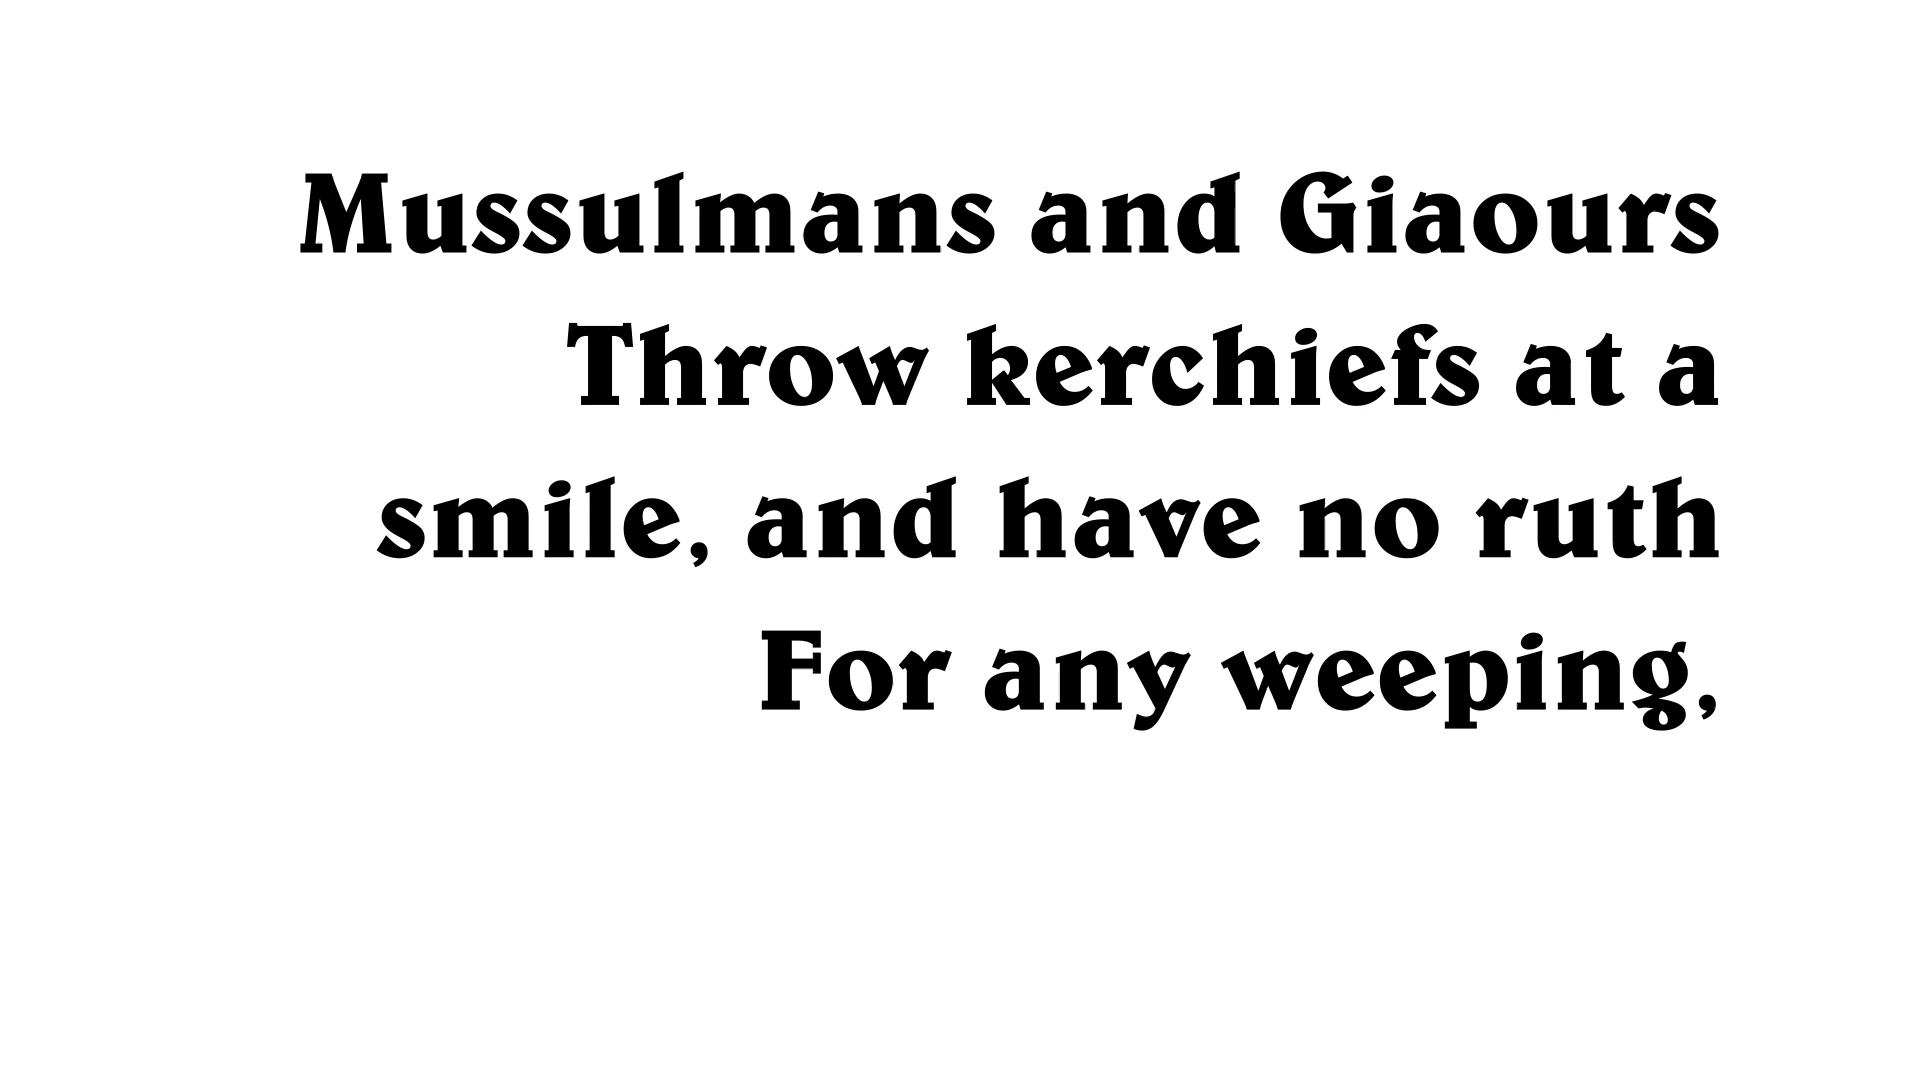 Mussulmans and Giaours
Throw kerchiefs at a
smile, and have no ruth
For any weeping,